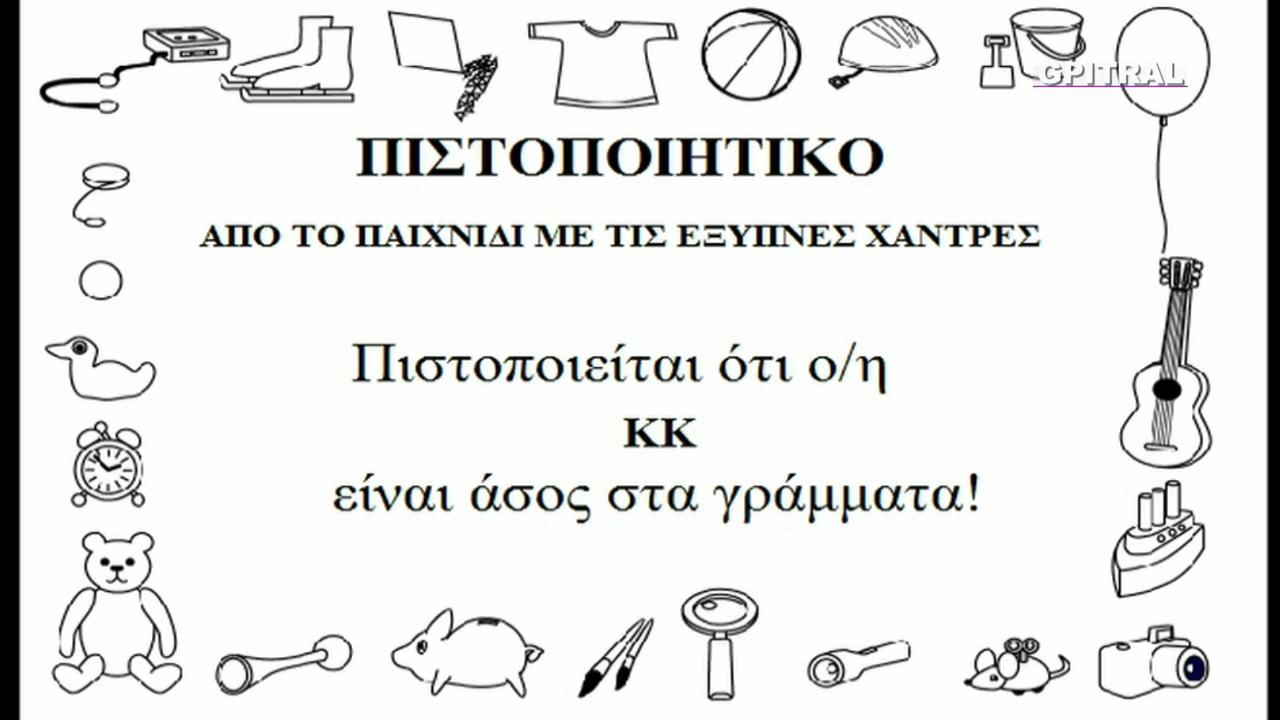 GPITRAL
ΠΙΣΤΟΠΟΙΗΤΙΚΟ
ΑΠΟ ΤΟ ΠΑΙΧΝΙΔΙ ΜΕ ΤΙΣ ΕΞΥΠΝΕΣ ΧΑΝΤΡΕΣ
Πιστοποιείται ότι ο/η
ΚΚ
είναι άσος στα γράμματα!